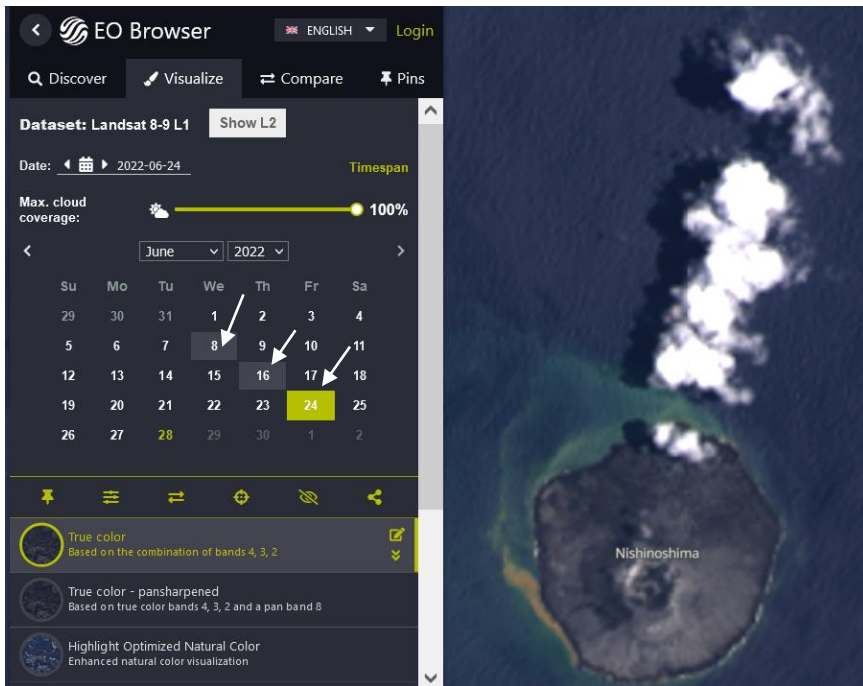 EO Browser
ENGLISH
Login
Discover
Visualize
Compare
Pins
Dataset: Landsat 8-9 L1
Show L2
Date: 2022-06-24
Timespan
Max. cloud
coverage:
100%
June 2022
Su Mo Tu We Th Fr Sa
29 30 31 1 2 3 4
5 6 7 8 9 10 11
12 13 14 15 16 17 18
19 20 21 22 23 24 25
26 27 28 29 30 1 2
True color
Based on the combination of bands 4, 3, 2
True color - pansharpened
Based on true color bands 4, 3, 2 and a pan band 8
Highlight Optimized Natural Color
Enhanced natural color visualization
Nishinoshima